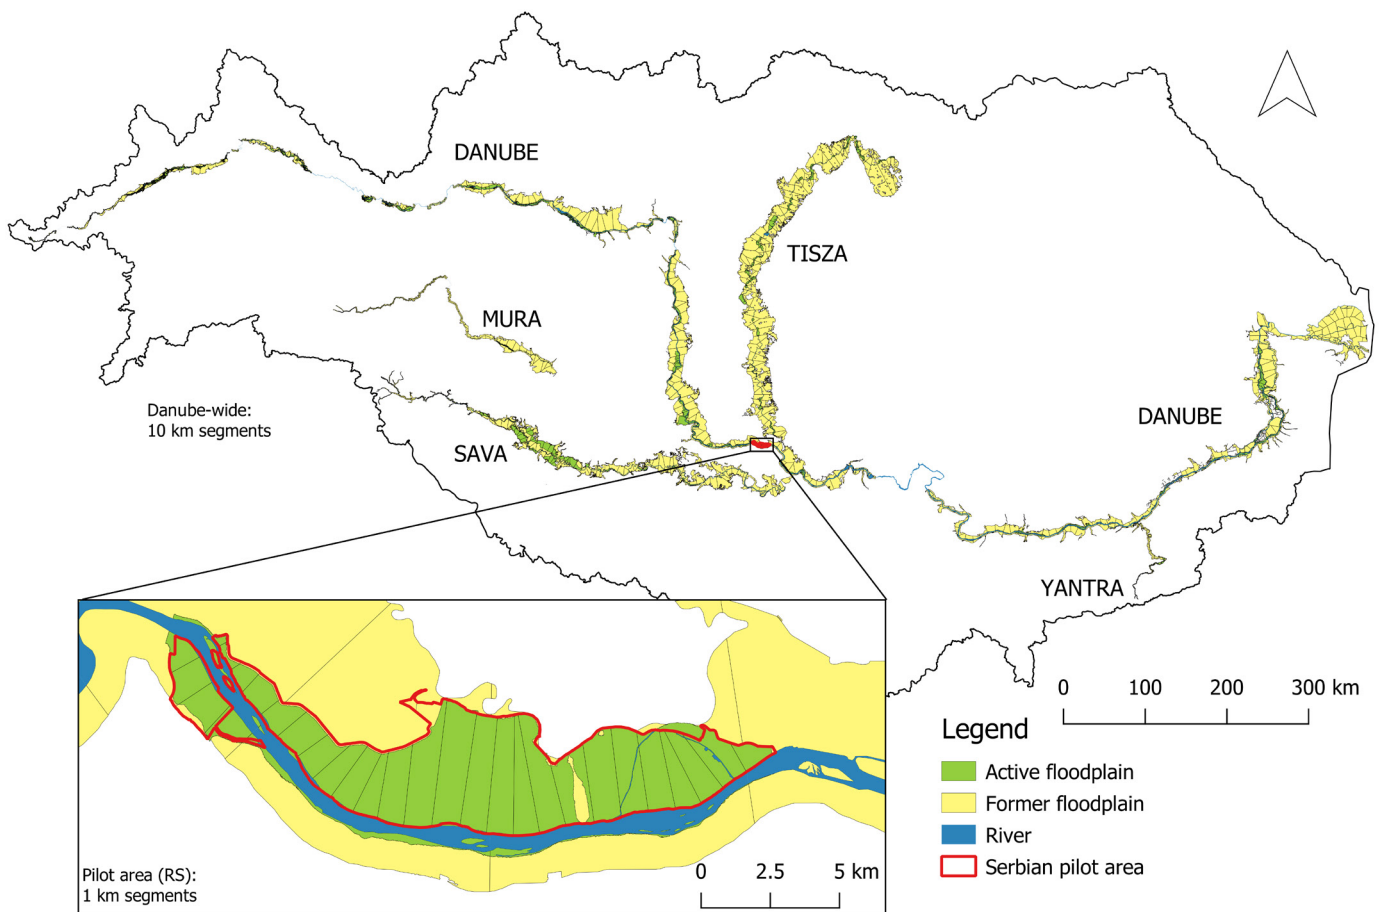 DANUBE
TISZA
MURA
Danube-wide:
10 km segments
SAVA
DANUBE
YANTRA
0 100 200 300 km
Legend
Active floodplain
Former floodplain
River
Serbian pilot area
Pilot area (RS):
1 km segments
0 2.5 5 km